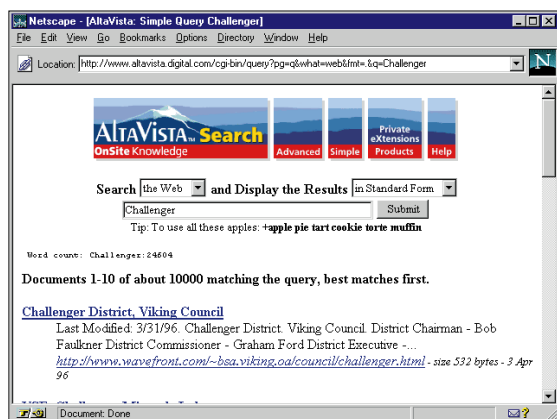 Netscape - [AltaVista: Simple Query Challenger]
File Edit View Go Bookmarks Options Directory Window Help
Location: http://www.altavista.digital.com/cgi-bin/query?pg=q&what=web&fmt=.&q=Challenger
N
ALTAVISTA™ Search
OnSite Knowledge
Advanced
Simple
Private eXtensions Products
Help
Search the Web and Display the Results in Standard Form
Challenger Submit
Tip: To use all these apples: +apple pie tart cookie torte muffin
Word count: Challenger:24604
Documents 1-10 of about 10000 matching the query, best matches first.
Challenger District, Viking Council
Last Modified: 3/31/96. Challenger District. Viking Council. District Chairman - Bob
Faulkner District Commissioner - Graham Ford District Executive -...
http://www.wavefront.com/~bsa.viking.oa/council/challenger.html - size 532 bytes - 3 Apr
96
Document: Done